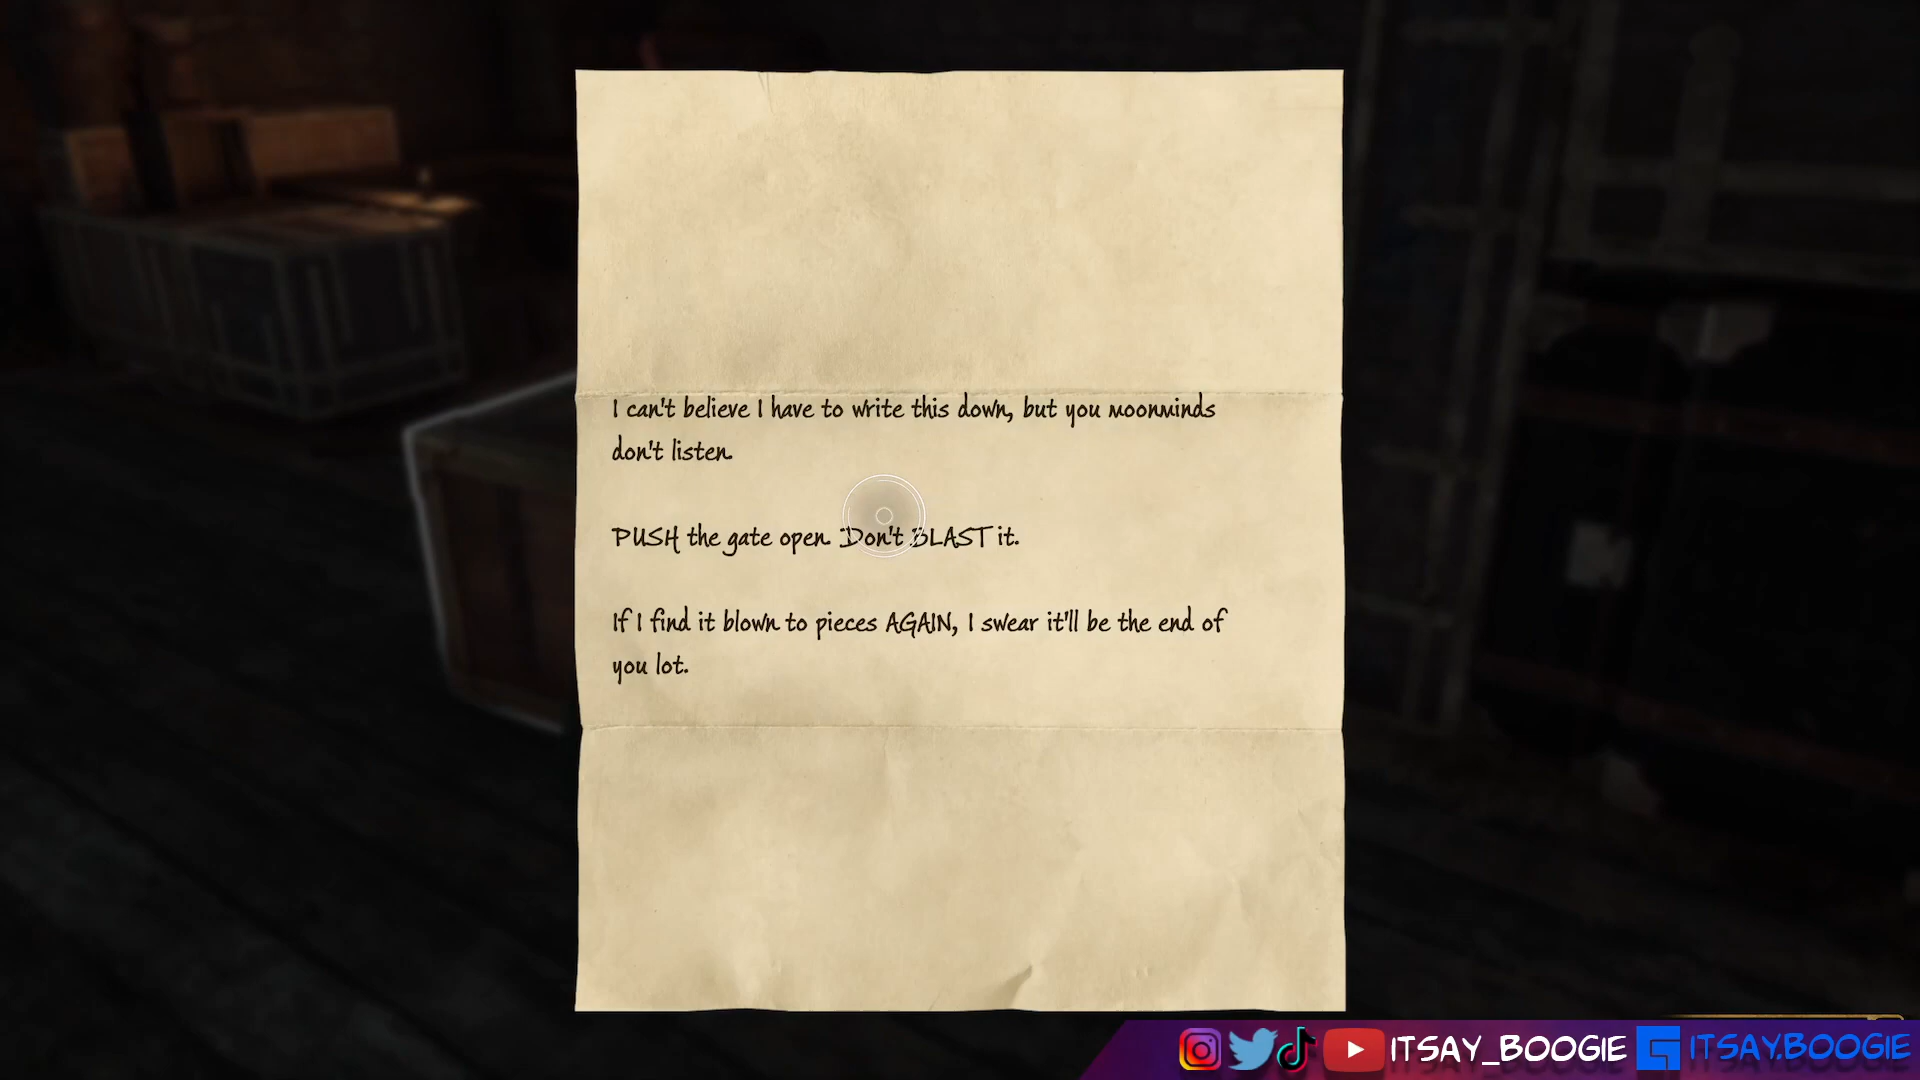 I can't believe I have to write this down, but you moonminds
don't listen.
PUSH the gate open. Don't BLAST it.
If I find it blown to pieces AGAIN, I swear it'll be the end of
you lot.
ITSAY_BOOGIE ITSAY.BOOGIE